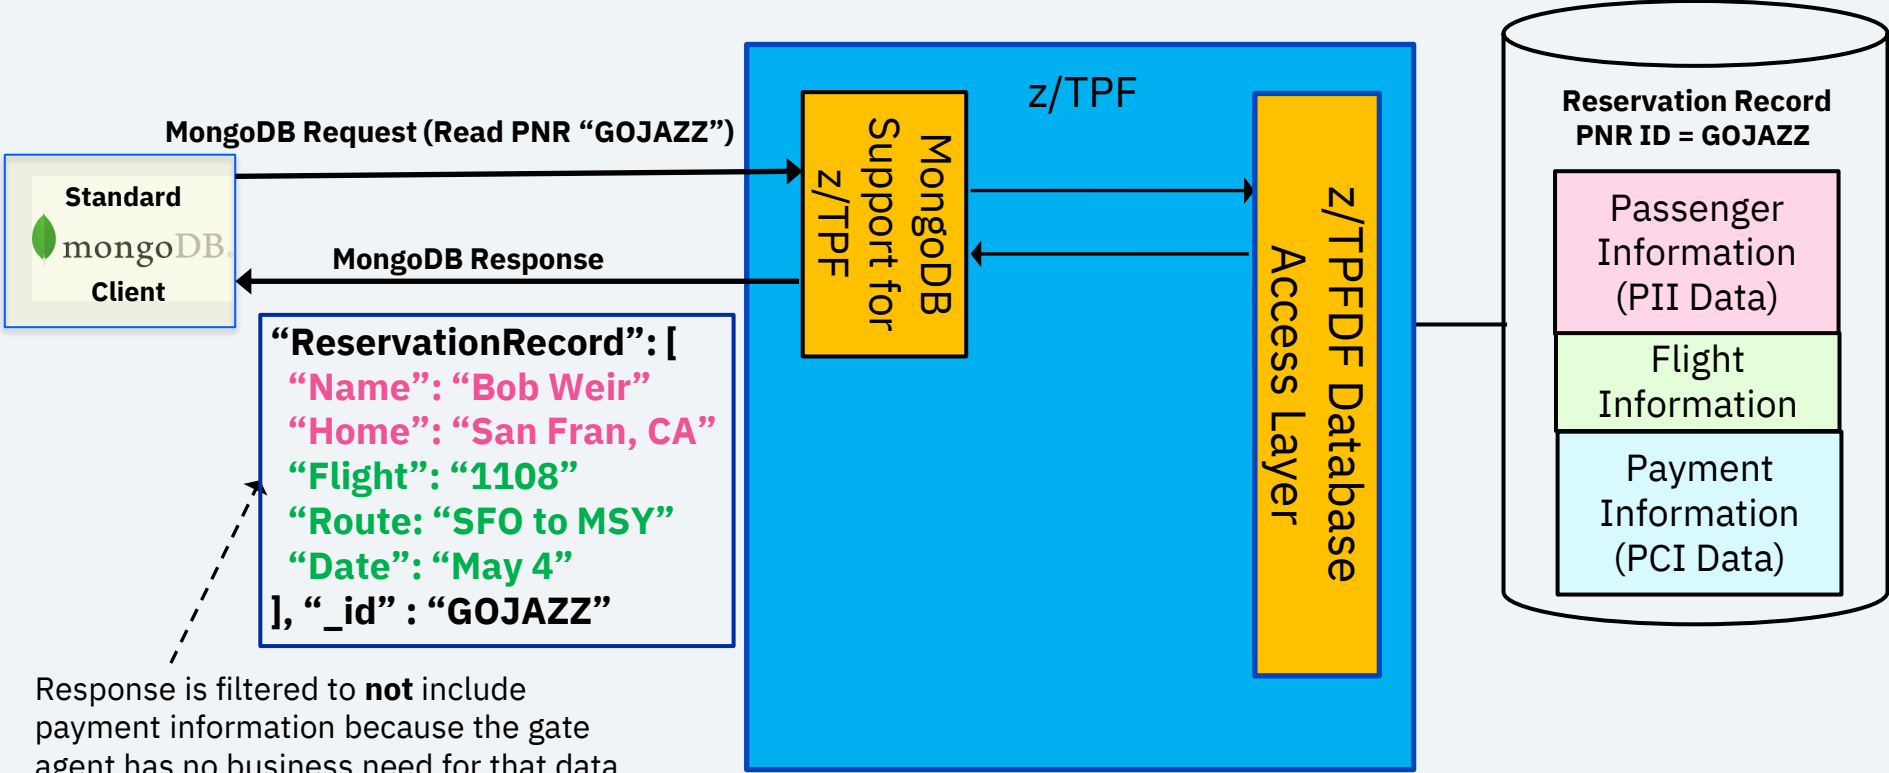 z/TPF
MongoDB Request (Read PNR “GOJAZZ”)
Standard
mongoDB.
Client
MongoDB Response
MongoDB
Support for
z/TPF
z/TPFDF Database
Access Layer
Reservation Record
PNR ID = GOJAZZ
Passenger
Information
(PII Data)
Flight
Information
Payment
Information
(PCI Data)
“ReservationRecord”: [
“Name”: “Bob Weir”
“Home”: “San Fran, CA”
“Flight”: “1108”
“Route: “SFO to MSY”
“Date”: “May 4”
], “_id” : “GOJAZZ”
Response is filtered to not include
payment information because the gate
agent has no business need for that data